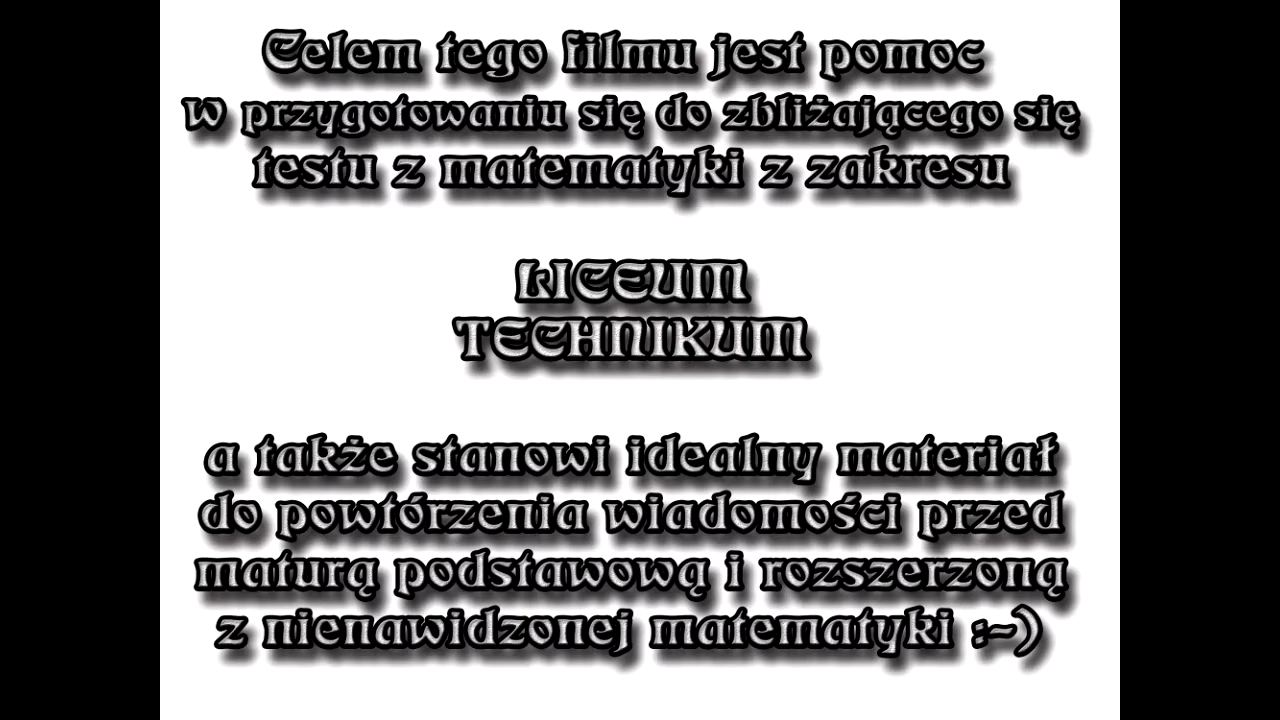 Celem tego filmu jest pomoc
w przygotowaniu się do zbliżającego się
testu z matematyki z zakresu
LICEUM
TECHNIKUM
a także stanowi idealny materiał
do powtórzenia wiadomości przed
maturą podstawową i rozszerzoną
z nienawidzonej matematyki :~)